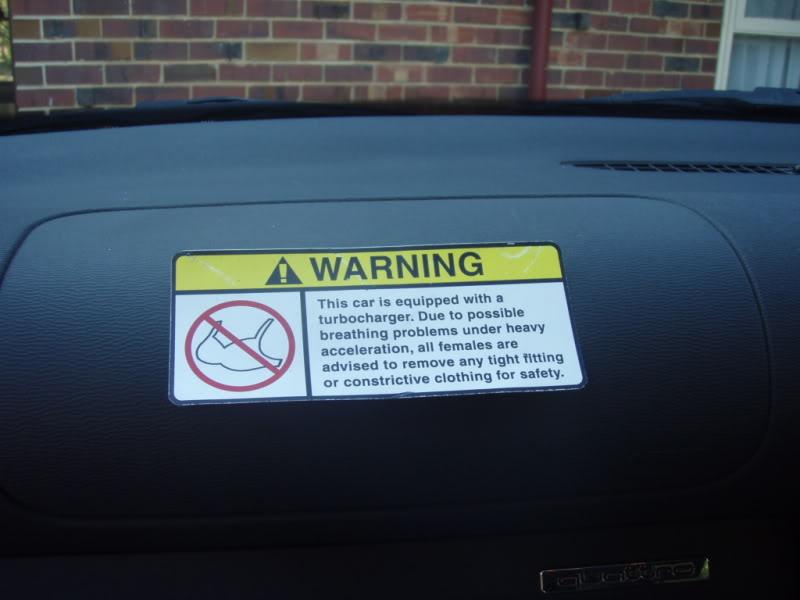 WARNING
This car is equipped with a
turbocharger. Due to possible
breathing problems under heavy
acceleration, all females are
advised to remove any tight fitting
or constrictive clothing for safety.
quattro